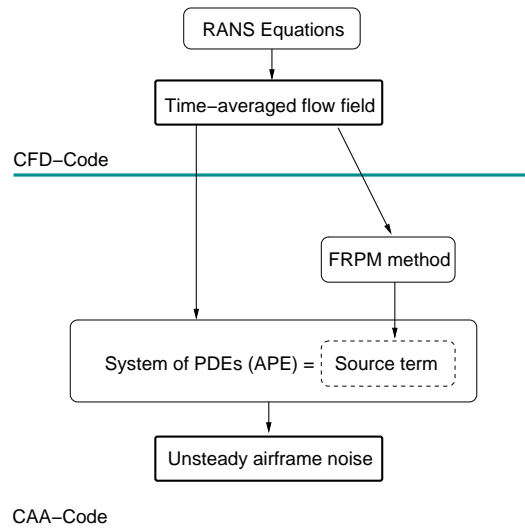 RANS Equations
Time−averaged flow field
CFD−Code
FRPM method
System of PDEs (APE) = Source term
Unsteady airframe noise
CAA−Code